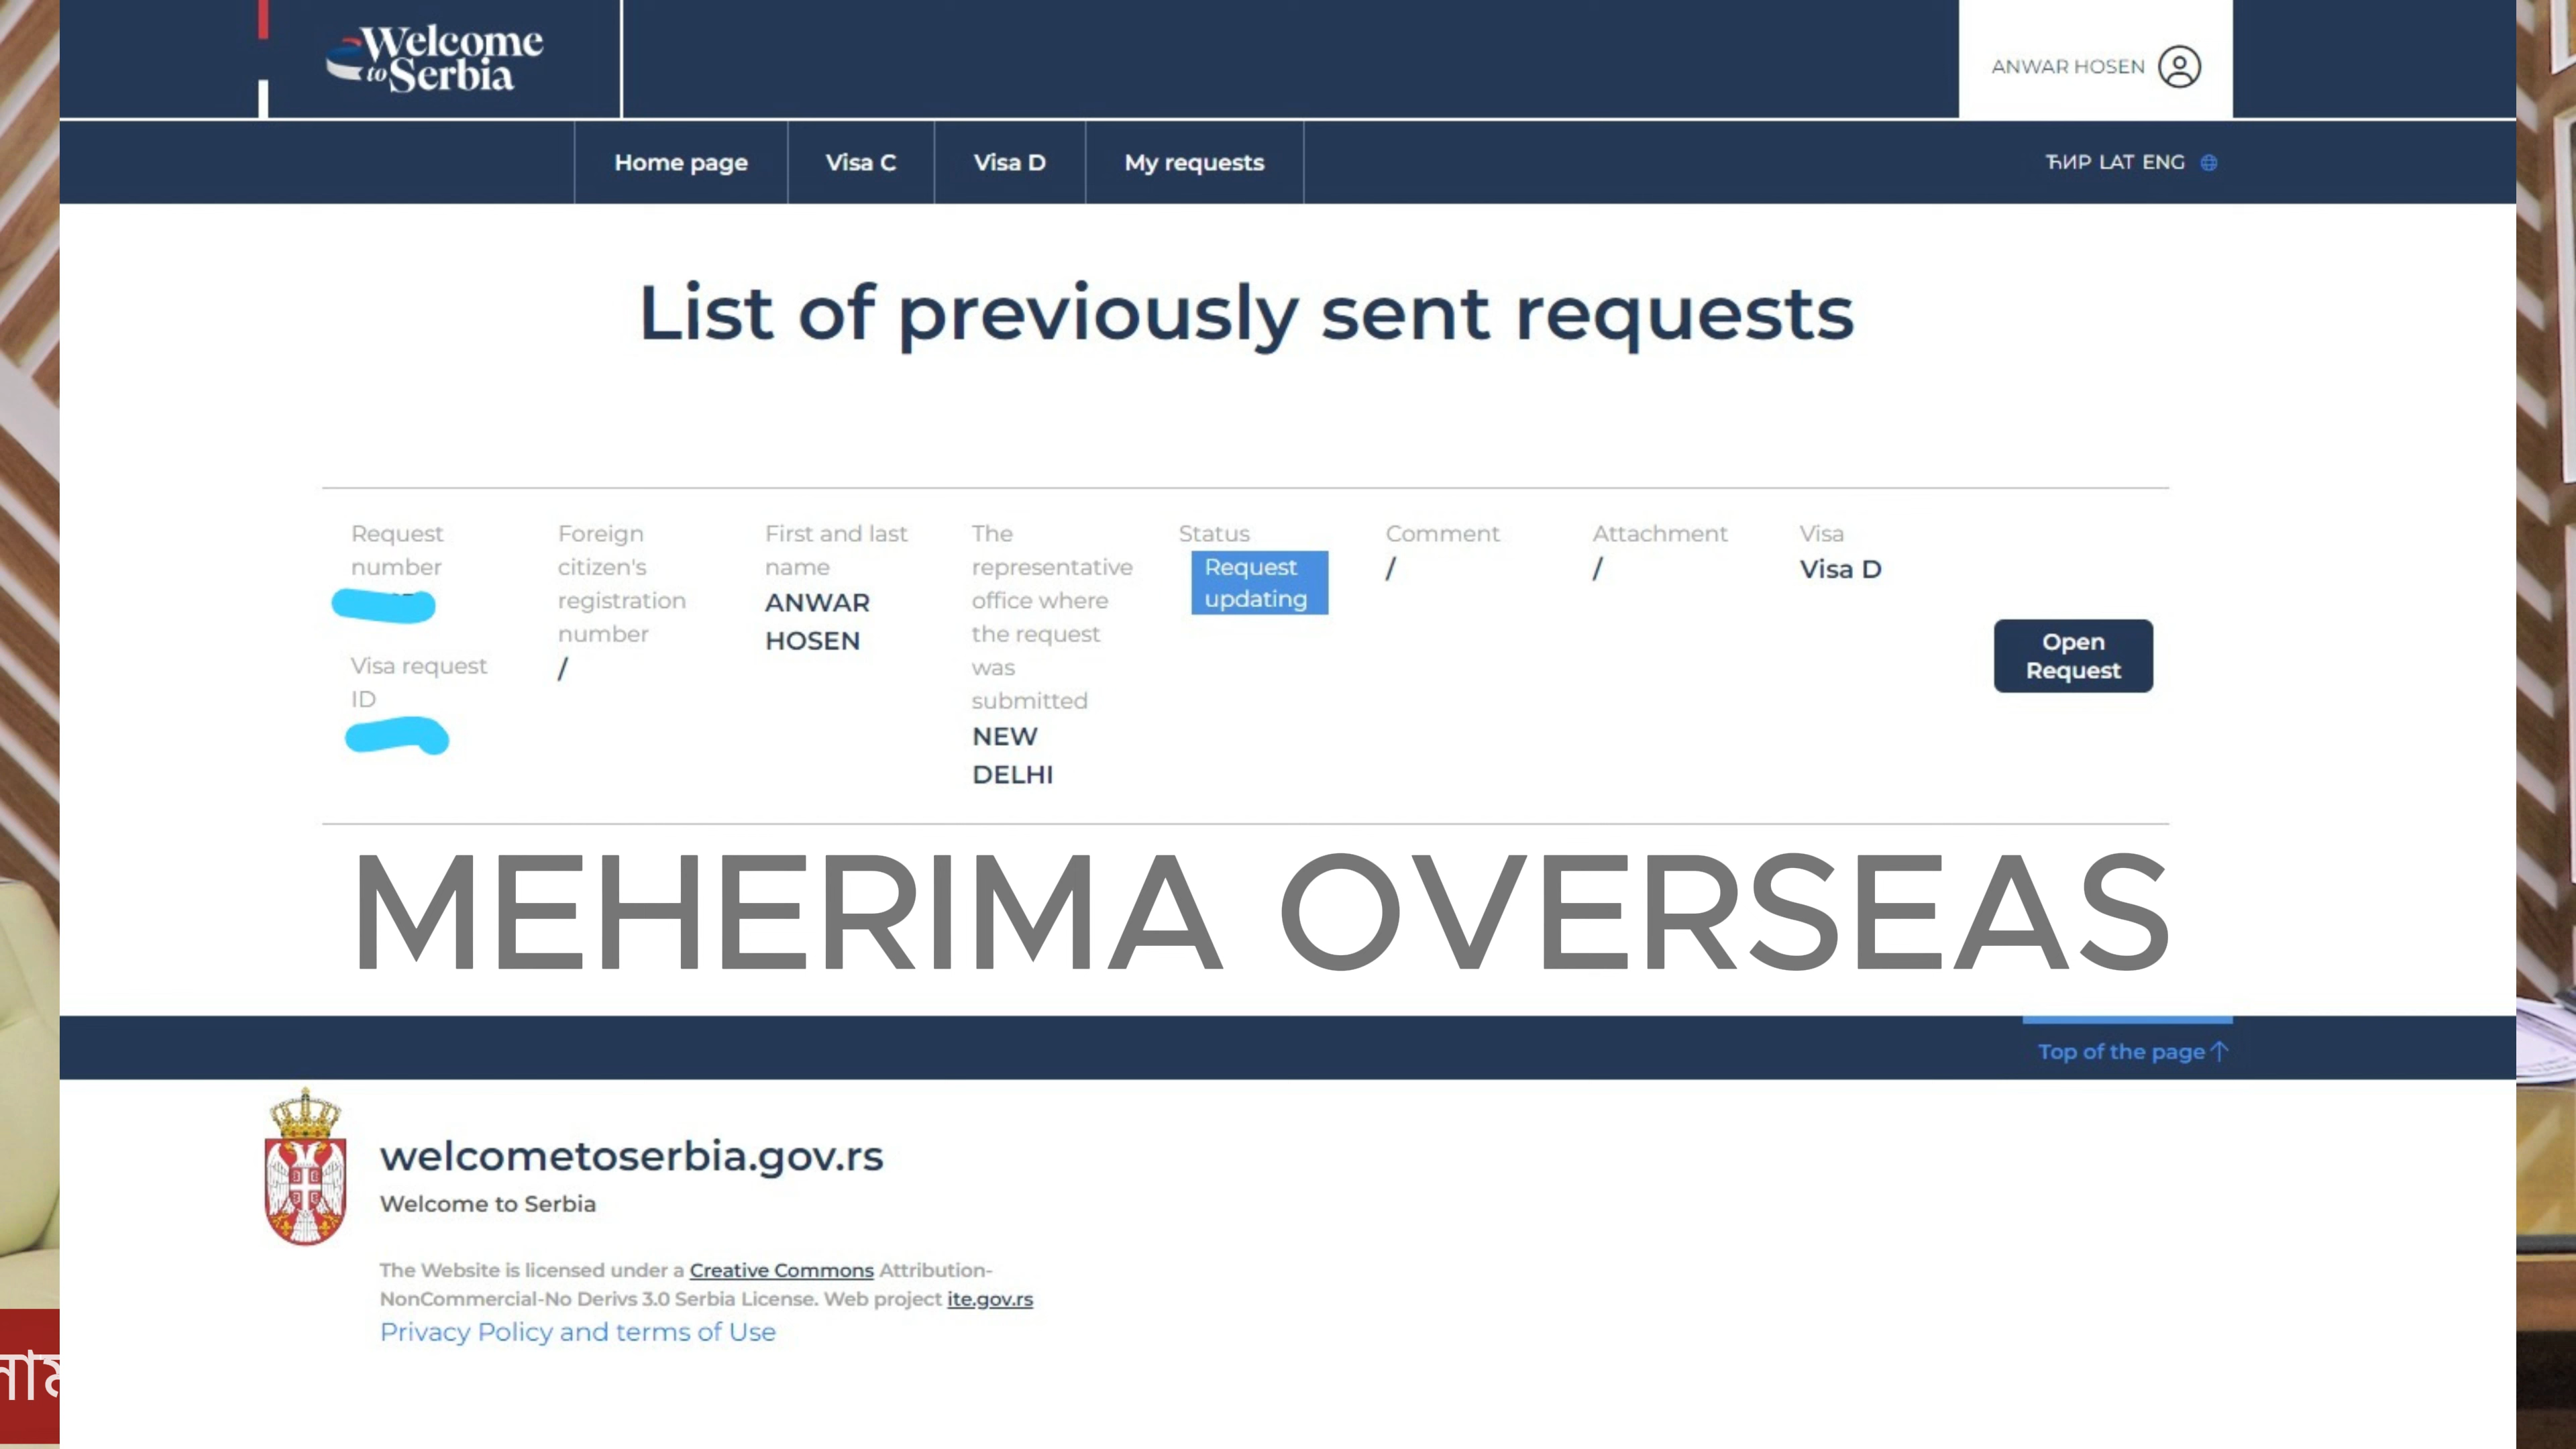 Welcome
to Serbia
ANWAR HOSEN
Home page
Visa C
Visa D
My requests
ЋИР LAT ENG
List of previously sent requests
Request
number
Visa request
ID
Foreign
citizen's
registration
number
/
First and last
name
ANWAR
HOSEN
The
representative
office where
the request
was
submitted
NEW
DELHI
Status
Request
updating
Comment
/
Attachment
/
Visa
Visa D
Open
Request
MEHERIMA OVERSEAS
Top of the page
welcometoserbia.gov.rs
Welcome to Serbia
The Website is licensed under a Creative Commons Attribution-
NonCommercial-No Derivs 3.0 Serbia License. Web project ite.gov.rs
Privacy Policy and terms of Use